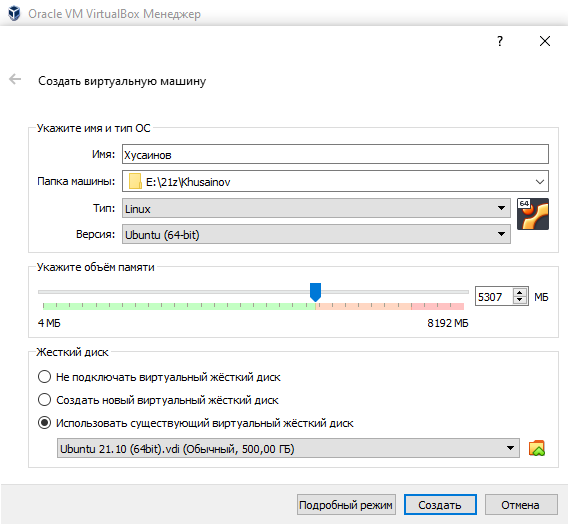 Oracle VM VirtualBox Менеджер
?
Создать виртуальную машину
Укажите имя и тип ОС
Имя: Хусаинов
Папка машины: E:\21z\Khusainov
Тип: Linux
64
Версия: Ubuntu (64-bit)
Укажите объём памяти
5307 МБ
4 МБ 8192 МБ
Жесткий диск
Не подключать виртуальный жёсткий диск
Создать новый виртуальный жёсткий диск
Использовать существующий виртуальный жёсткий диск
Ubuntu 21.10 (64bit).vdi (Обычный, 500,00 ГБ)
Подробный режим Создать Отмена